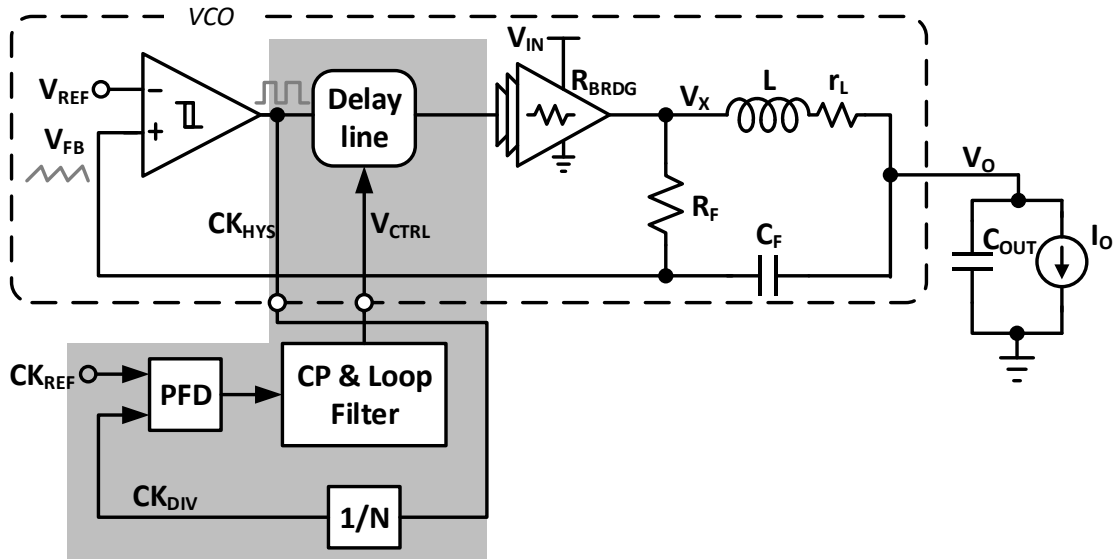 VCO
V_REF
V_FB
−
+
Delay
line
V_IN
R_BRDG
V_X
L
r_L
V_O
CK_HYS
V_CTRL
R_F
C_F
C_OUT
I_O
CK_REF
PFD
CP & Loop
Filter
CK_DIV
1/N